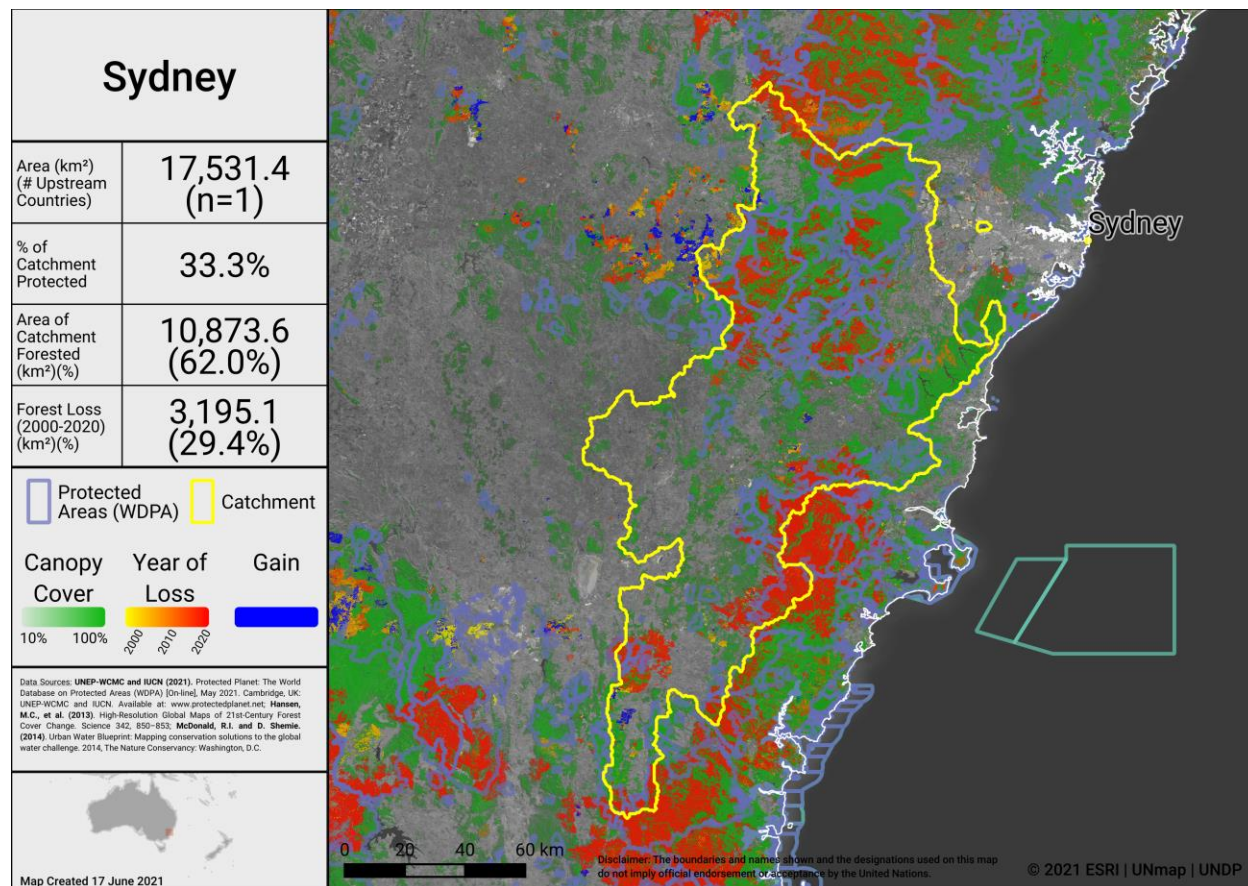 Sydney
Area (km²)
(# Upstream
Countries)
17,531.4
(n=1)
% of
Catchment
Protected
33.3%
Area of
Catchment
Forested
(km²)(%)
10,873.6
(62.0%)
Forest Loss
(2000-2020)
(km²)(%)
3,195.1
(29.4%)
Protected
Areas (WDPA)
Catchment
Canopy
Cover
10% 100%
Year of
Loss
2000 2010 2020
Gain
Data Sources: UNEP-WCMC and IUCN (2021). Protected Planet: The World
Database on Protected Areas (WDPA) [On-line], May 2021. Cambridge, UK:
UNEP-WCMC and IUCN. Available at: www.protectedplanet.net; Hansen,
M.C., et al. (2013). High-Resolution Global Maps of 21st-Century Forest
Cover Change. Science 342, 850–853; McDonald, R.I. and D. Shemie.
(2014). Urban Water Blueprint: Mapping conservation solutions to the global
water challenge. 2014, The Nature Conservancy: Washington, D.C.
Map Created 17 June 2021
Sydney
0 20 40 60 km
Disclaimer: The boundaries and names shown and the designations used on this map
do not imply official endorsement or acceptance by the United Nations.
© 2021 ESRI | UNmap | UNDP